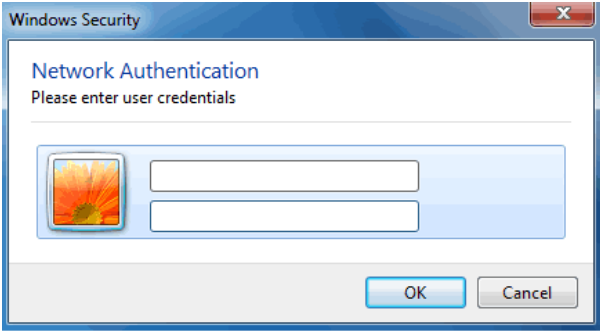 Windows Security
Network Authentication
Please enter user credentials
OK
Cancel